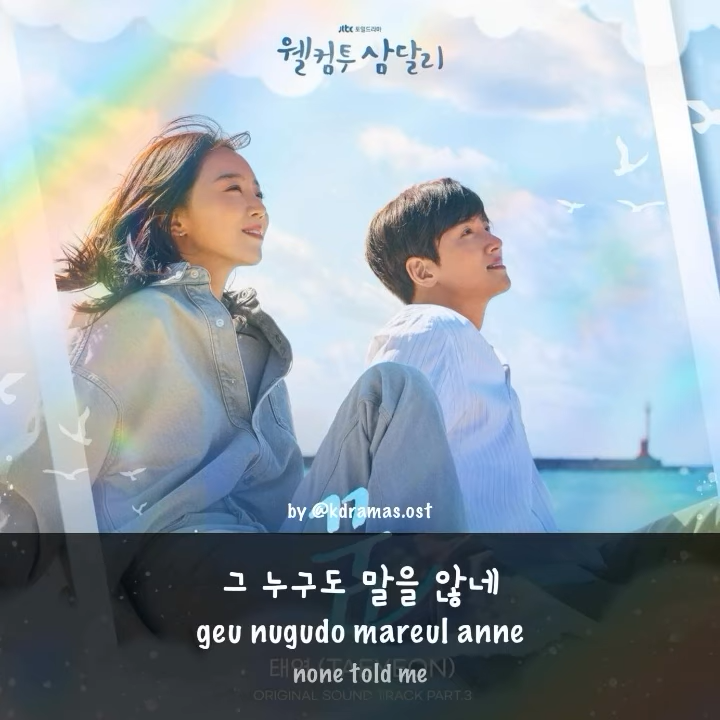 jtbc 토일드라마
웰컴투 삼달리
by @kdramas.ost
꿈
그 누구도 말을 않네
geu nugudo mareul anne
태연 (TAEYEON)
none told me
ORIGINAL SOUND TRACK PART.3